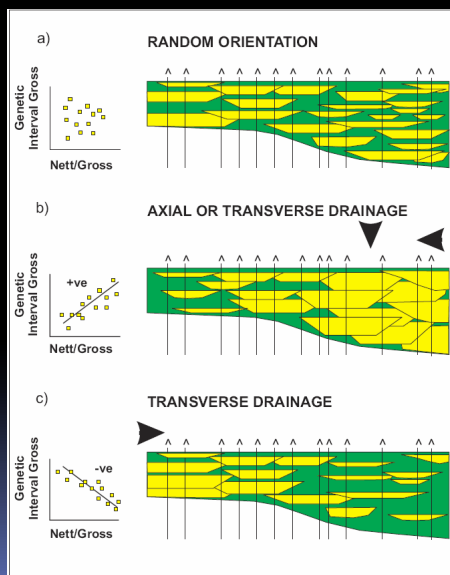 a)
RANDOM ORIENTATION
Genetic
Interval Gross
Nett/Gross
b)
AXIAL OR TRANSVERSE DRAINAGE
Genetic
Interval Gross
+ve
Nett/Gross
c)
TRANSVERSE DRAINAGE
Genetic
Interval Gross
-ve
Nett/Gross